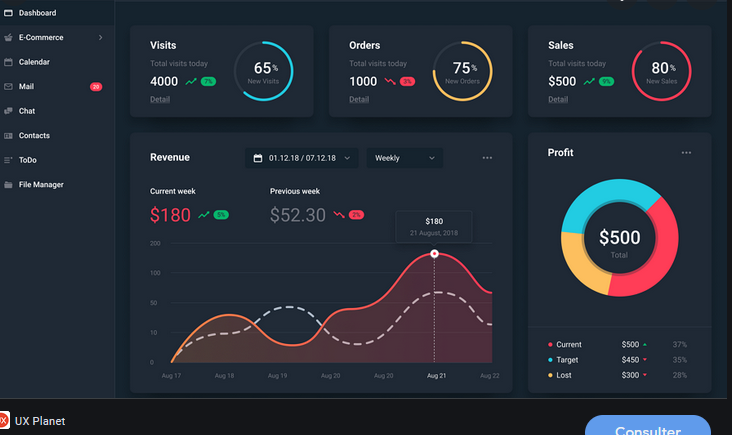 Dashboard
E-Commerce
Calendar
Mail
20
Chat
Contacts
ToDo
File Manager
Visits
Total visits today
4000 7%
Detail
65%
New Visits
Orders
Total visits today
1000 3%
Detail
75%
New Orders
Sales
Total visits today
$500 9%
Detail
80%
New Sales
Revenue
01.12.18 / 07.12.18
Weekly
Current week
$180 5%
Previous week
$52.30 2%
$180
21 August, 2018
200
100
50
10
0
Aug 17 Aug 18 Aug 19 Aug 20 Aug 20 Aug 21 Aug 22
Profit
$500
Total
Current $500 37%
Target $450 35%
Lost $300 28%
UX Planet
Consulter